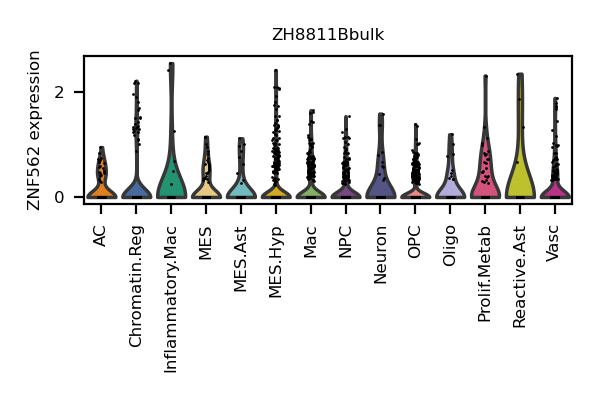 ZH8811Bbulk
ZNF562 expression
2
0
AC
Chromatin.Reg
Inflammatory.Mac
MES
MES.Ast
MES.Hyp
Mac
NPC
Neuron
OPC
Oligo
Prolif.Metab
Reactive.Ast
Vasc